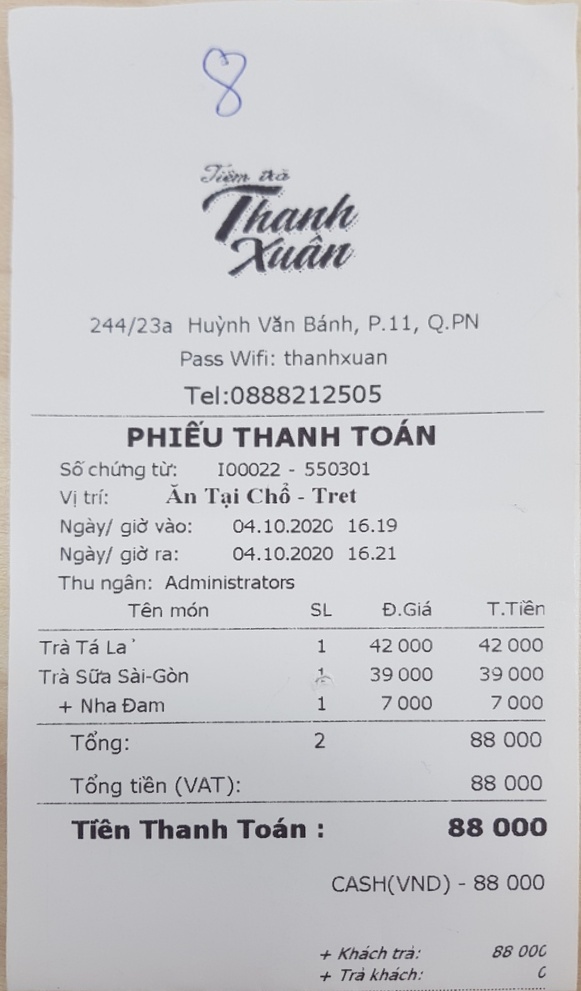 8
Tiệm trà
Thanh
Xuân
244/23a Huỳnh Văn Bánh, P.11, Q.PN
Pass Wifi: thanhxuan
Tel:0888212505
PHIẾU THANH TOÁN
Số chứng từ: I00022 - 550301
Vị trí: Ăn Tại Chổ - Tret
Ngày/ giờ vào: 04.10.2020 16.19
Ngày/ giờ ra: 04.10.2020 16.21
Thu ngân: Administrators
Tên món SL Đ.Giá T.Tiền
Trà Tá Lả 1 42 000 42 000
Trà Sữa Sài-Gòn 1 39 000 39 000
+ Nha Đam 1 7 000 7 000
Tổng: 2 88 000
Tổng tiền (VAT): 88 000
Tiền Thanh Toán : 88 000
CASH(VND) - 88 000
+ Khách trả: 88 000
+ Trả khách: 0